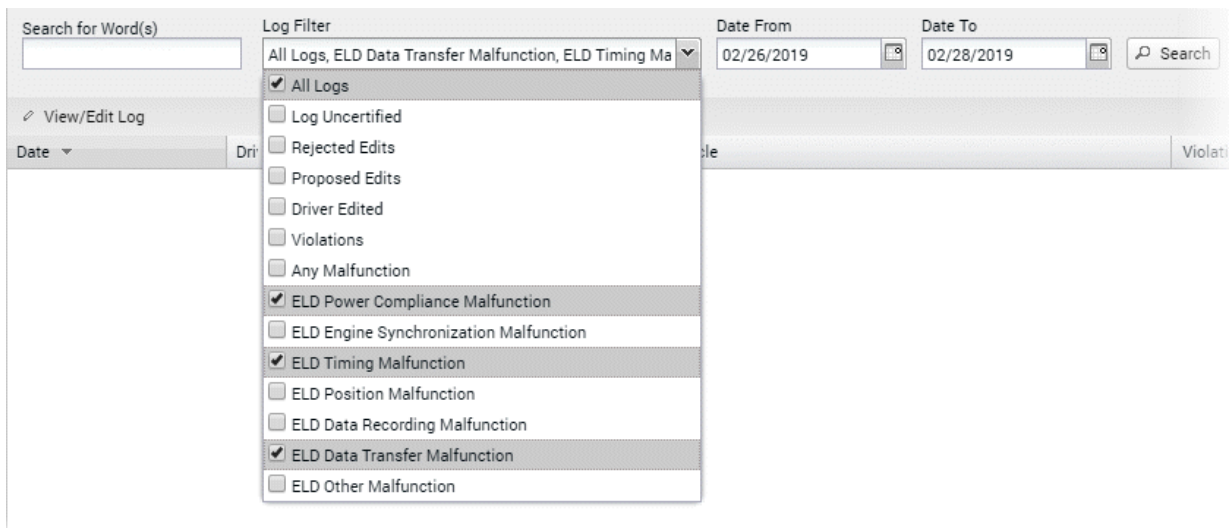 Search for Word(s)
Log Filter
Date From
Date To
All Logs, ELD Data Transfer Malfunction, ELD Timing Ma
02/26/2019
02/28/2019
Search
All Logs
View/Edit Log
Log Uncertified
Date
Dri
Rejected Edits
cle
Violati
Proposed Edits
Driver Edited
Violations
Any Malfunction
ELD Power Compliance Malfunction
ELD Engine Synchronization Malfunction
ELD Timing Malfunction
ELD Position Malfunction
ELD Data Recording Malfunction
ELD Data Transfer Malfunction
ELD Other Malfunction